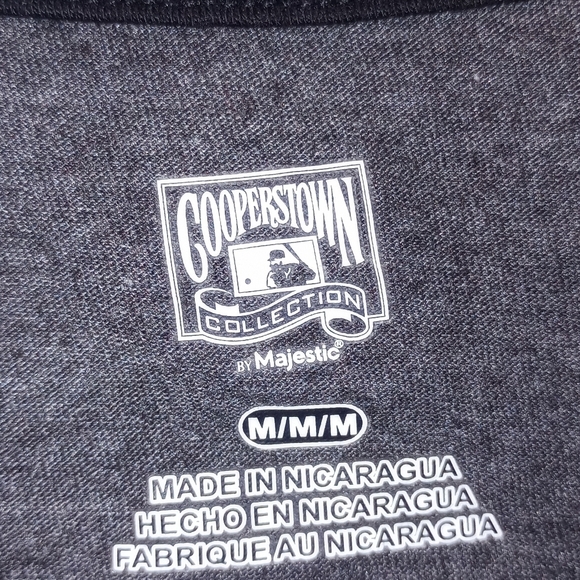 COOPERSTOWN
COLLECTION
BY Majestic®
M/M/M
MADE IN NICARAGUA
HECHO EN NICARAGUA
FABRIQUE AU NICARAGUA